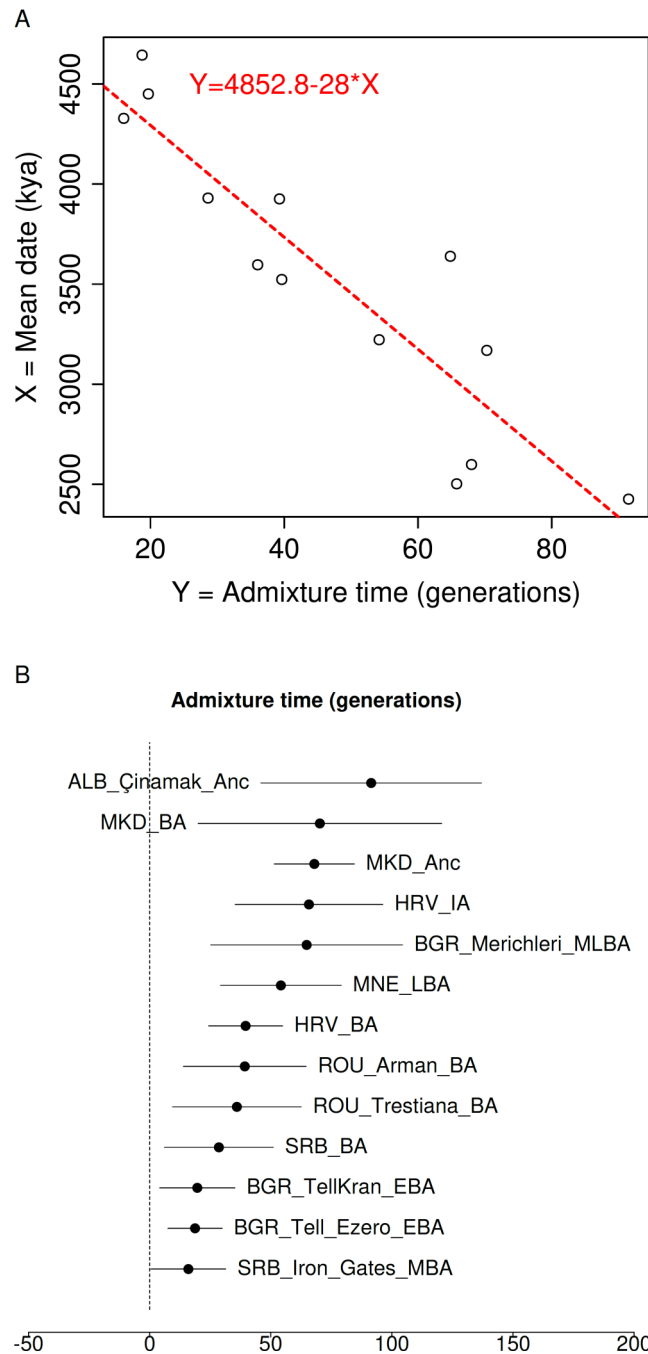 A
Y=4852.8-28*X
4500
4000
3500
3000
2500
X = Mean date (kya)
20 40 60 80
Y = Admixture time (generations)
B
Admixture time (generations)
ALB_Çinamak_Anc
MKD_BA
MKD_Anc
HRV_IA
BGR_Merichleri_MLBA
MNE_LBA
HRV_BA
ROU_Arman_BA
ROU_Trestiana_BA
SRB_BA
BGR_TellKran_EBA
BGR_Tell_Ezero_EBA
SRB_Iron_Gates_MBA
-50 0 50 100 150 200